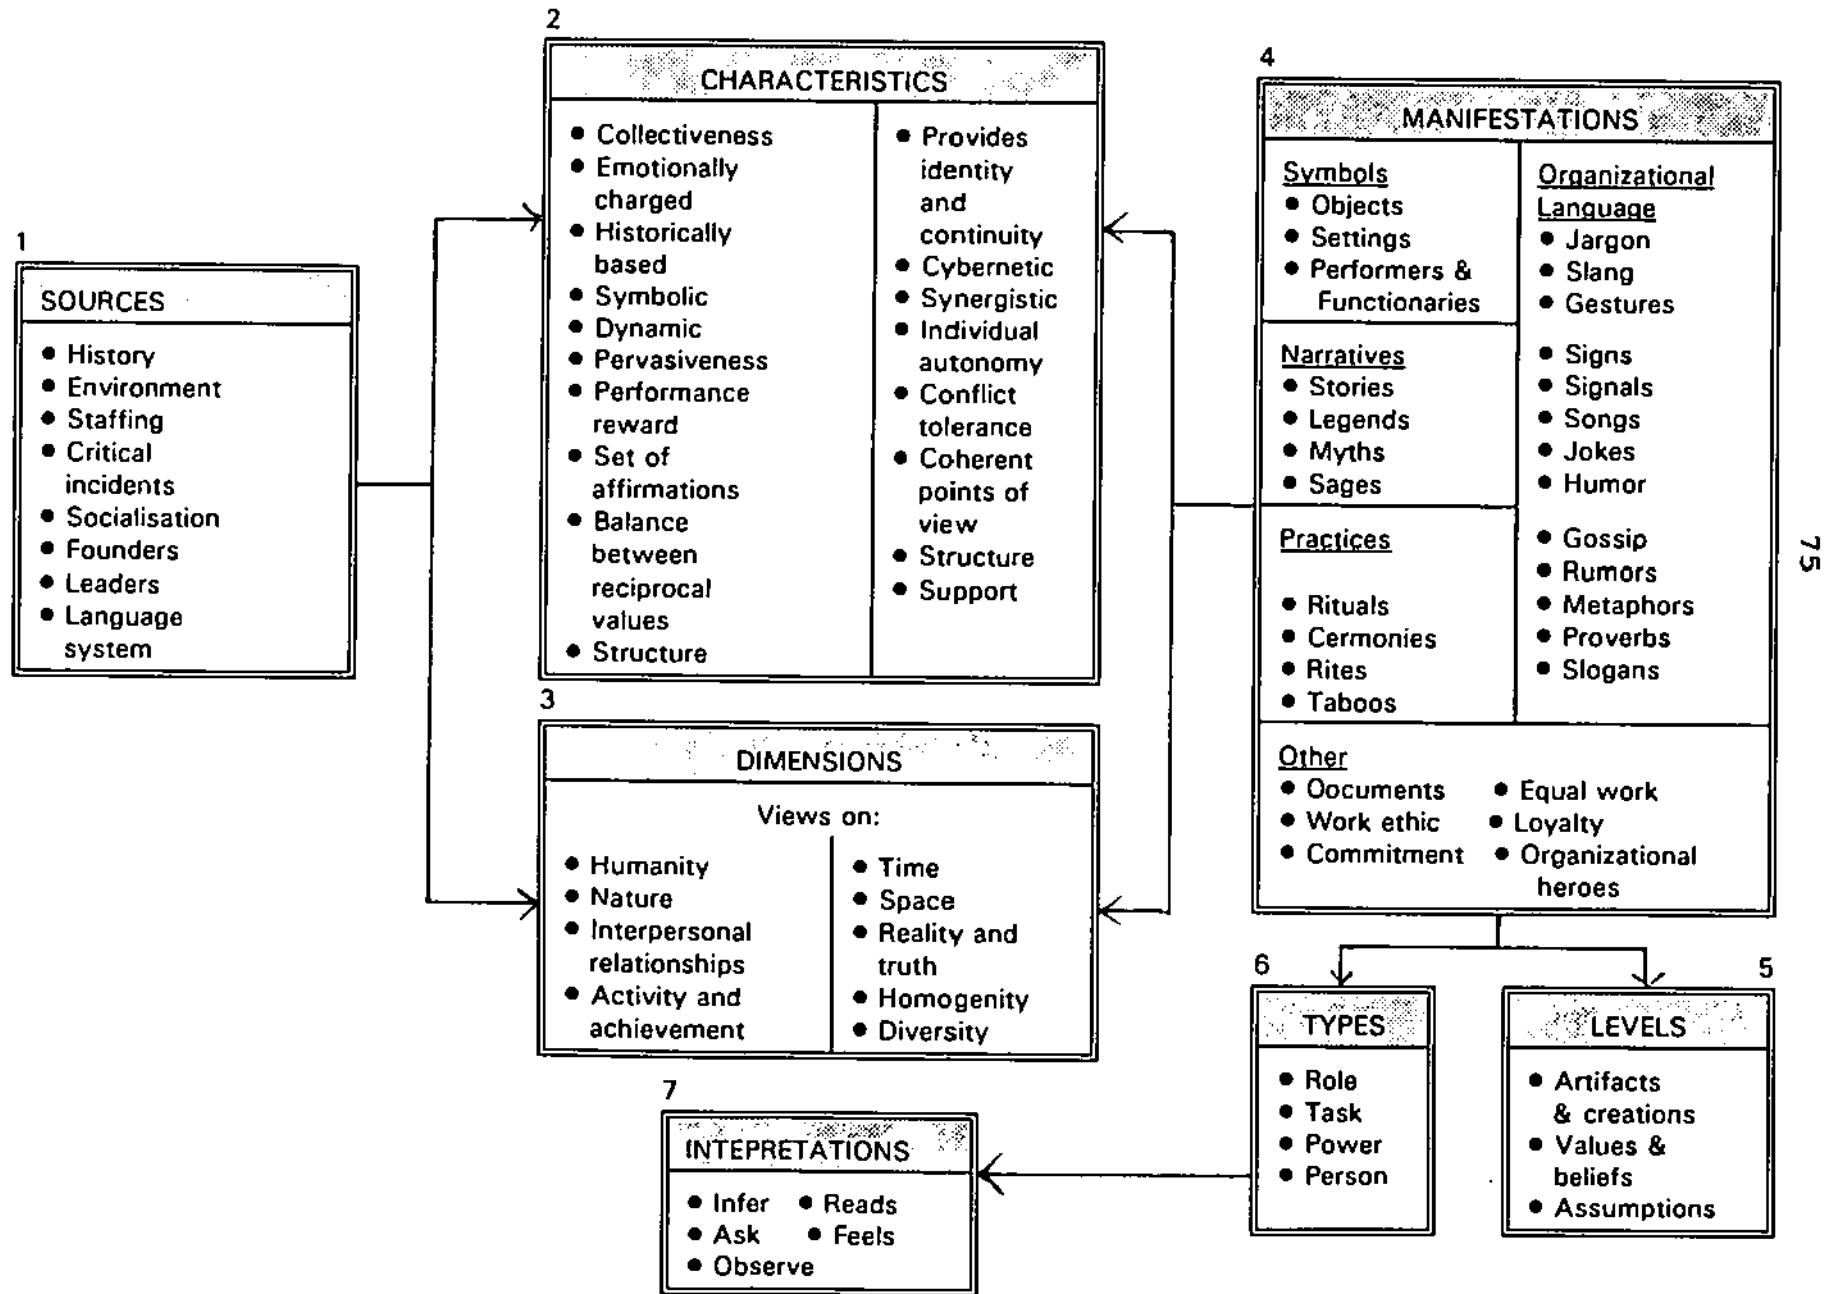 1
SOURCES
● History
● Environment
● Staffing
● Critical
incidents
● Socialisation
● Founders
● Leaders
● Language
system
2
CHARACTERISTICS
● Collectiveness
● Emotionally
charged
● Historically
based
● Symbolic
● Dynamic
● Pervasiveness
● Performance
reward
● Set of
affirmations
● Balance
between
reciprocal
values
● Structure
● Provides
identity
and
continuity
● Cybernetic
● Synergistic
● Individual
autonomy
● Conflict
tolerance
● Coherent
points of
view
● Structure
● Support
3
DIMENSIONS
Views on:
● Humanity
● Nature
● Interpersonal
relationships
● Activity and
achievement
● Time
● Space
● Reality and
truth
● Homogenity
● Diversity
4
MANIFESTATIONS
Symbols
● Objects
● Settings
● Performers &
Functionaries
Narratives
● Stories
● Legends
● Myths
● Sages
Practices
● Rituals
● Cermonies
● Rites
● Taboos
Organizational
Language
● Jargon
● Slang
● Gestures
● Signs
● Signals
● Songs
● Jokes
● Humor
● Gossip
● Rumors
● Metaphors
● Proverbs
● Slogans
Other
● Oocuments ● Equal work
● Work ethic ● Loyalty
● Commitment ● Organizational
heroes
6
TYPES
● Role
● Task
● Power
● Person
5
LEVELS
● Artifacts
& creations
● Values &
beliefs
● Assumptions
7
INTEPRETATIONS
● Infer ● Reads
● Ask ● Feels
● Observe
75